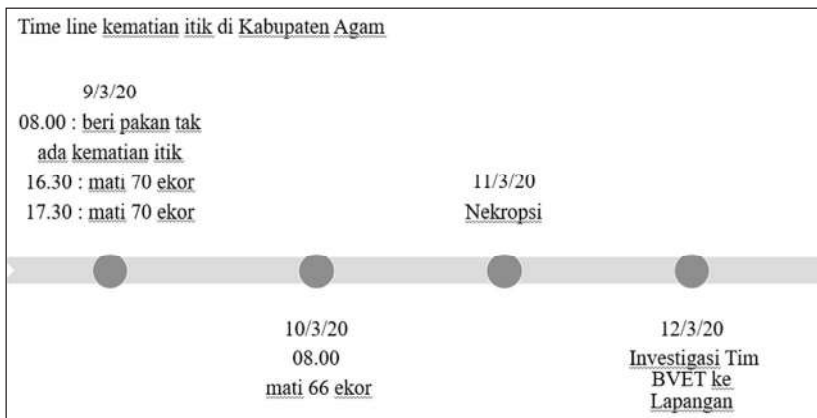 Time line kematian itik di Kabupaten Agam
9/3/20
08.00 : beri pakan tak
ada kematian itik
16.30 : mati 70 ekor
17.30 : mati 70 ekor
10/3/20
08.00
mati 66 ekor
11/3/20
Nekropsi
12/3/20
Investigasi Tim
BVET ke
Lapangan